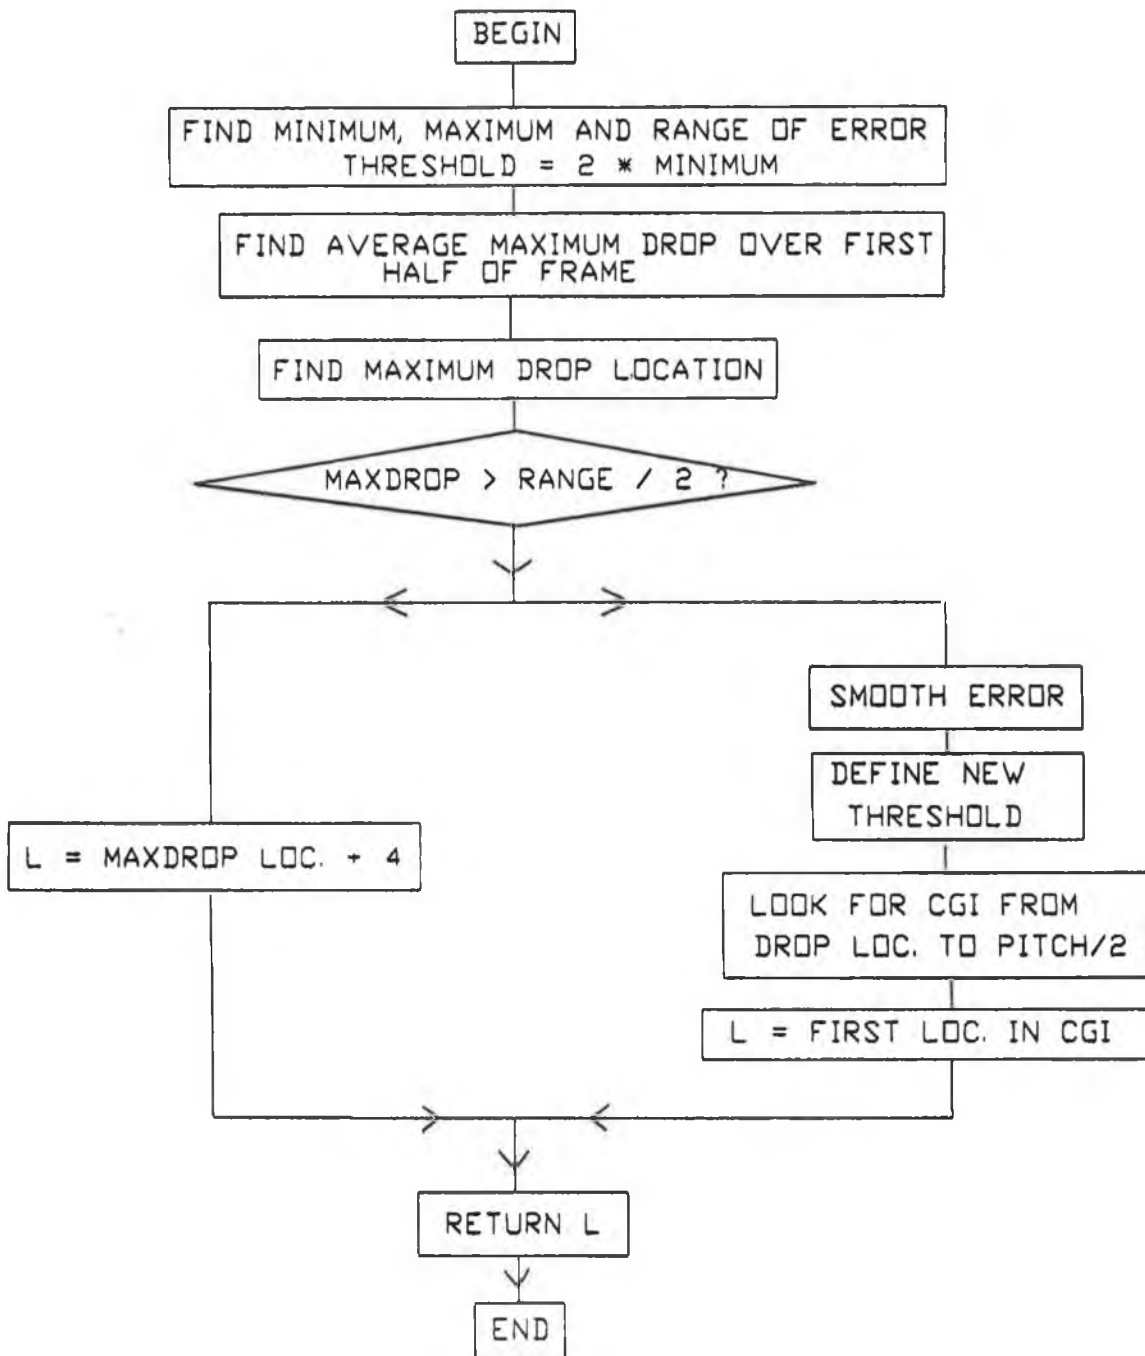 BEGIN
FIND MINIMUM, MAXIMUM AND RANGE OF ERROR
THRESHOLD = 2 * MINIMUM
FIND AVERAGE MAXIMUM DROP OVER FIRST
HALF OF FRAME
FIND MAXIMUM DROP LOCATION
MAXDROP > RANGE / 2 ?
SMOOTH ERROR
DEFINE NEW
THRESHOLD
L = MAXDROP LOC. + 4
LOOK FOR CGI FROM
DROP LOC. TO PITCH/2
L = FIRST LOC. IN CGI
RETURN L
END